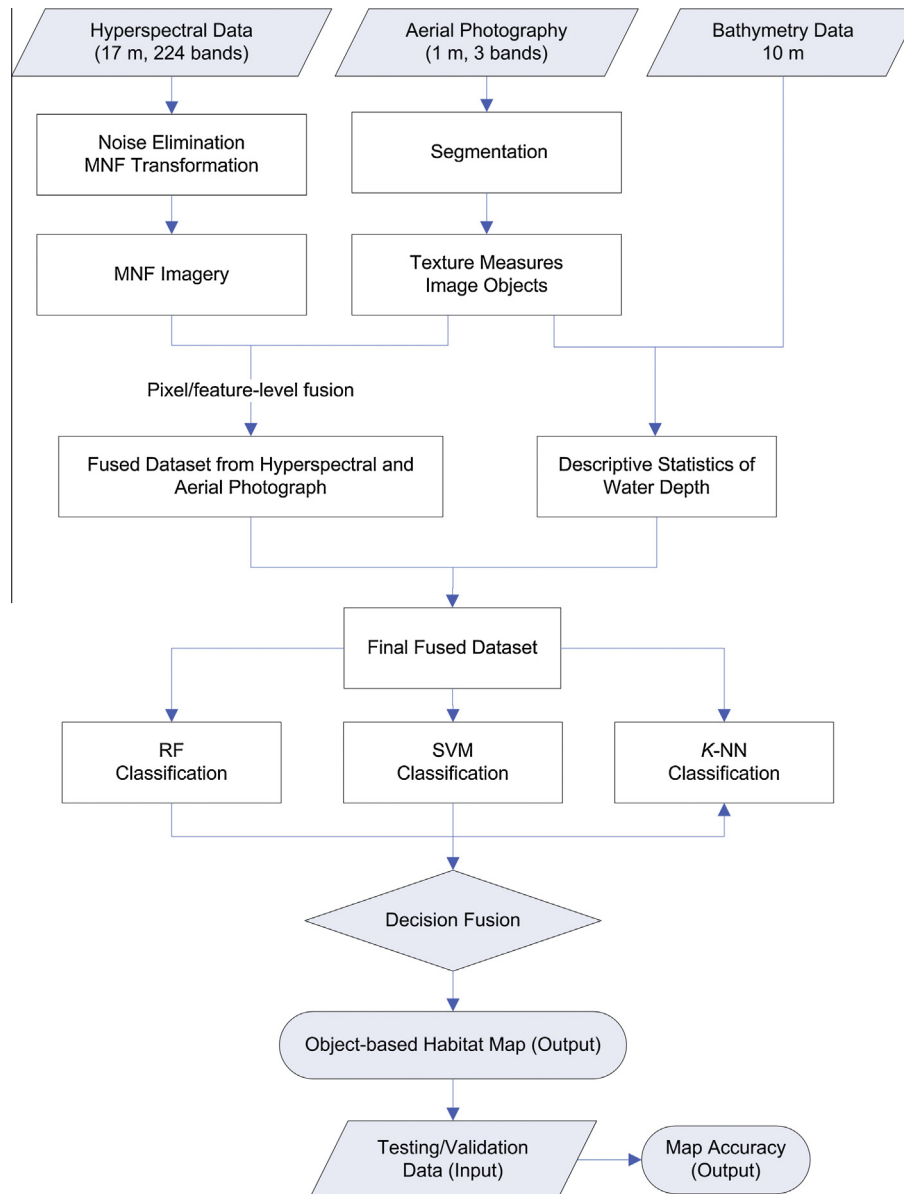 Hyperspectral Data
(17 m, 224 bands)
Aerial Photography
(1 m, 3 bands)
Bathymetry Data
10 m
Noise Elimination
MNF Transformation
Segmentation
MNF Imagery
Texture Measures
Image Objects
Pixel/feature-level fusion
Fused Dataset from Hyperspectral and
Aerial Photograph
Descriptive Statistics of
Water Depth
Final Fused Dataset
RF
Classification
SVM
Classification
K-NN
Classification
Decision Fusion
Object-based Habitat Map (Output)
Testing/Validation
Data (Input)
Map Accuracy
(Output)